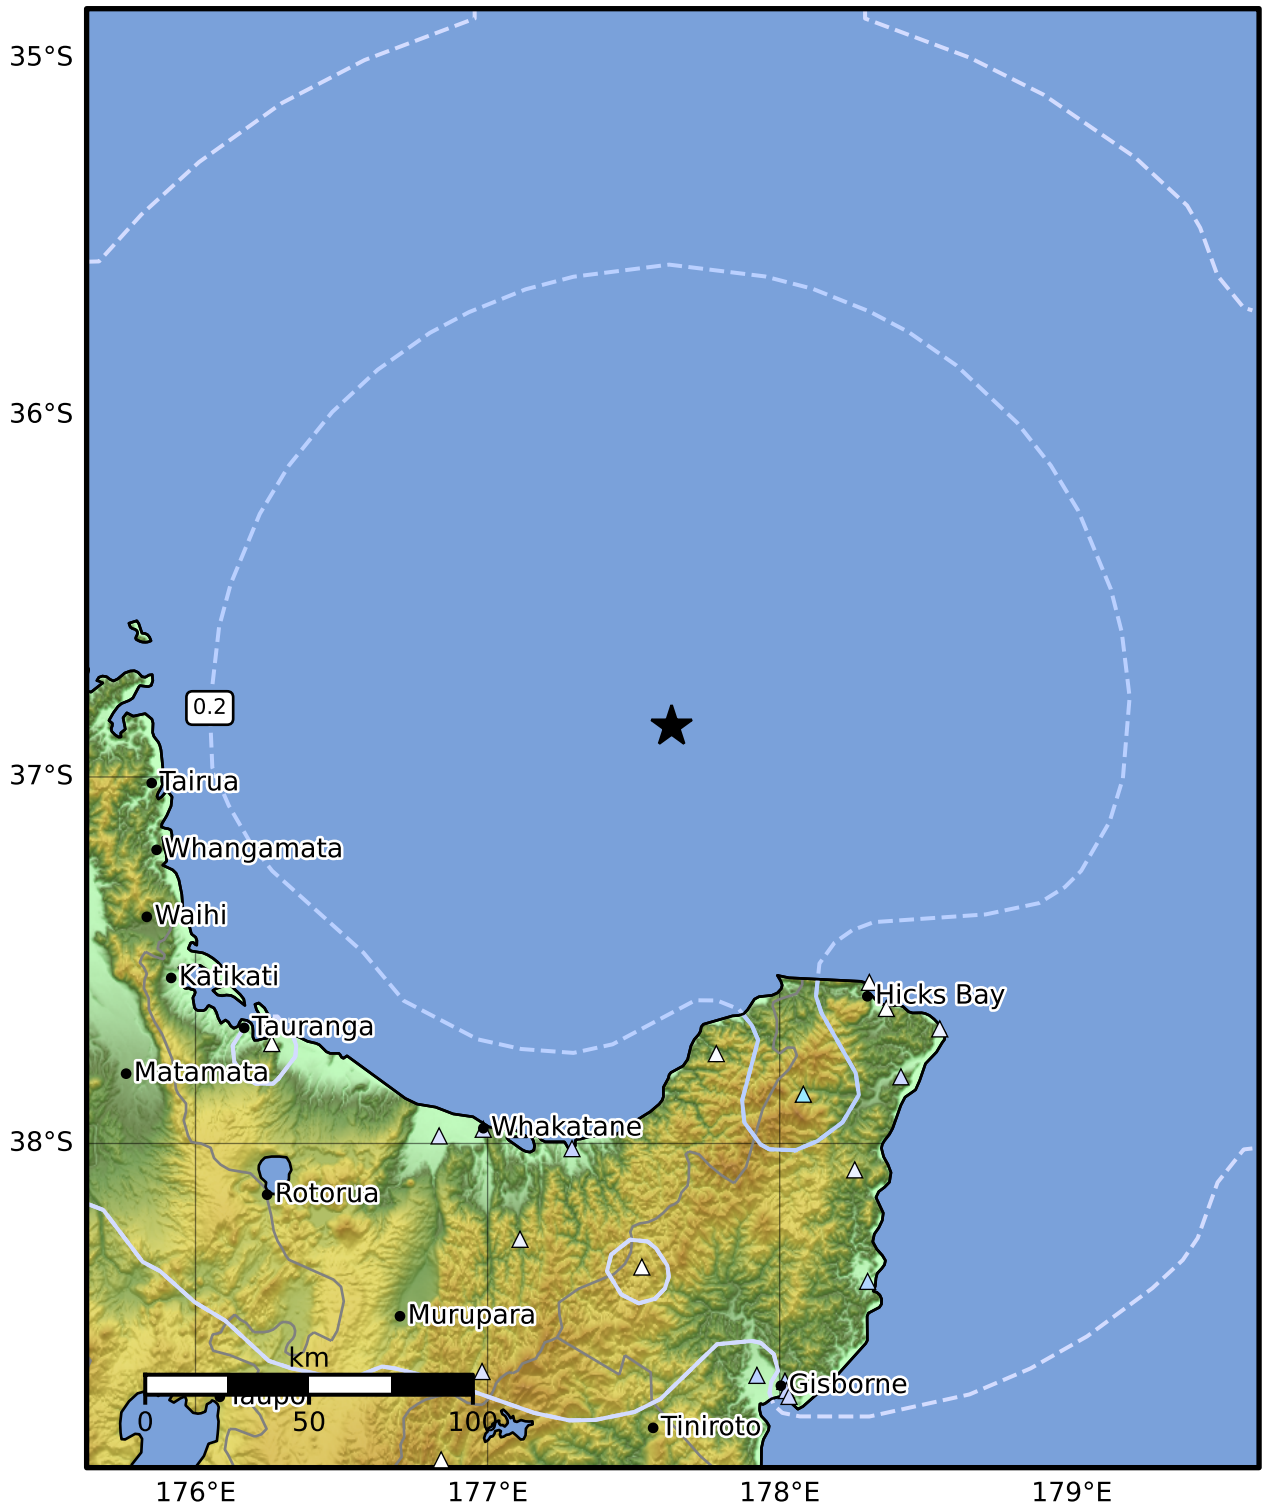 35°S
36°S
0.2
37°S
Tairua
Whangamata
Waihi
Katikati
Hicks Bay
Tauranga
Matamata
Whakatane
38°S
Rotorua
Murupara
km
Gisborne
Taupo
0 50 100
Tiniroto
176°E 177°E 178°E 179°E